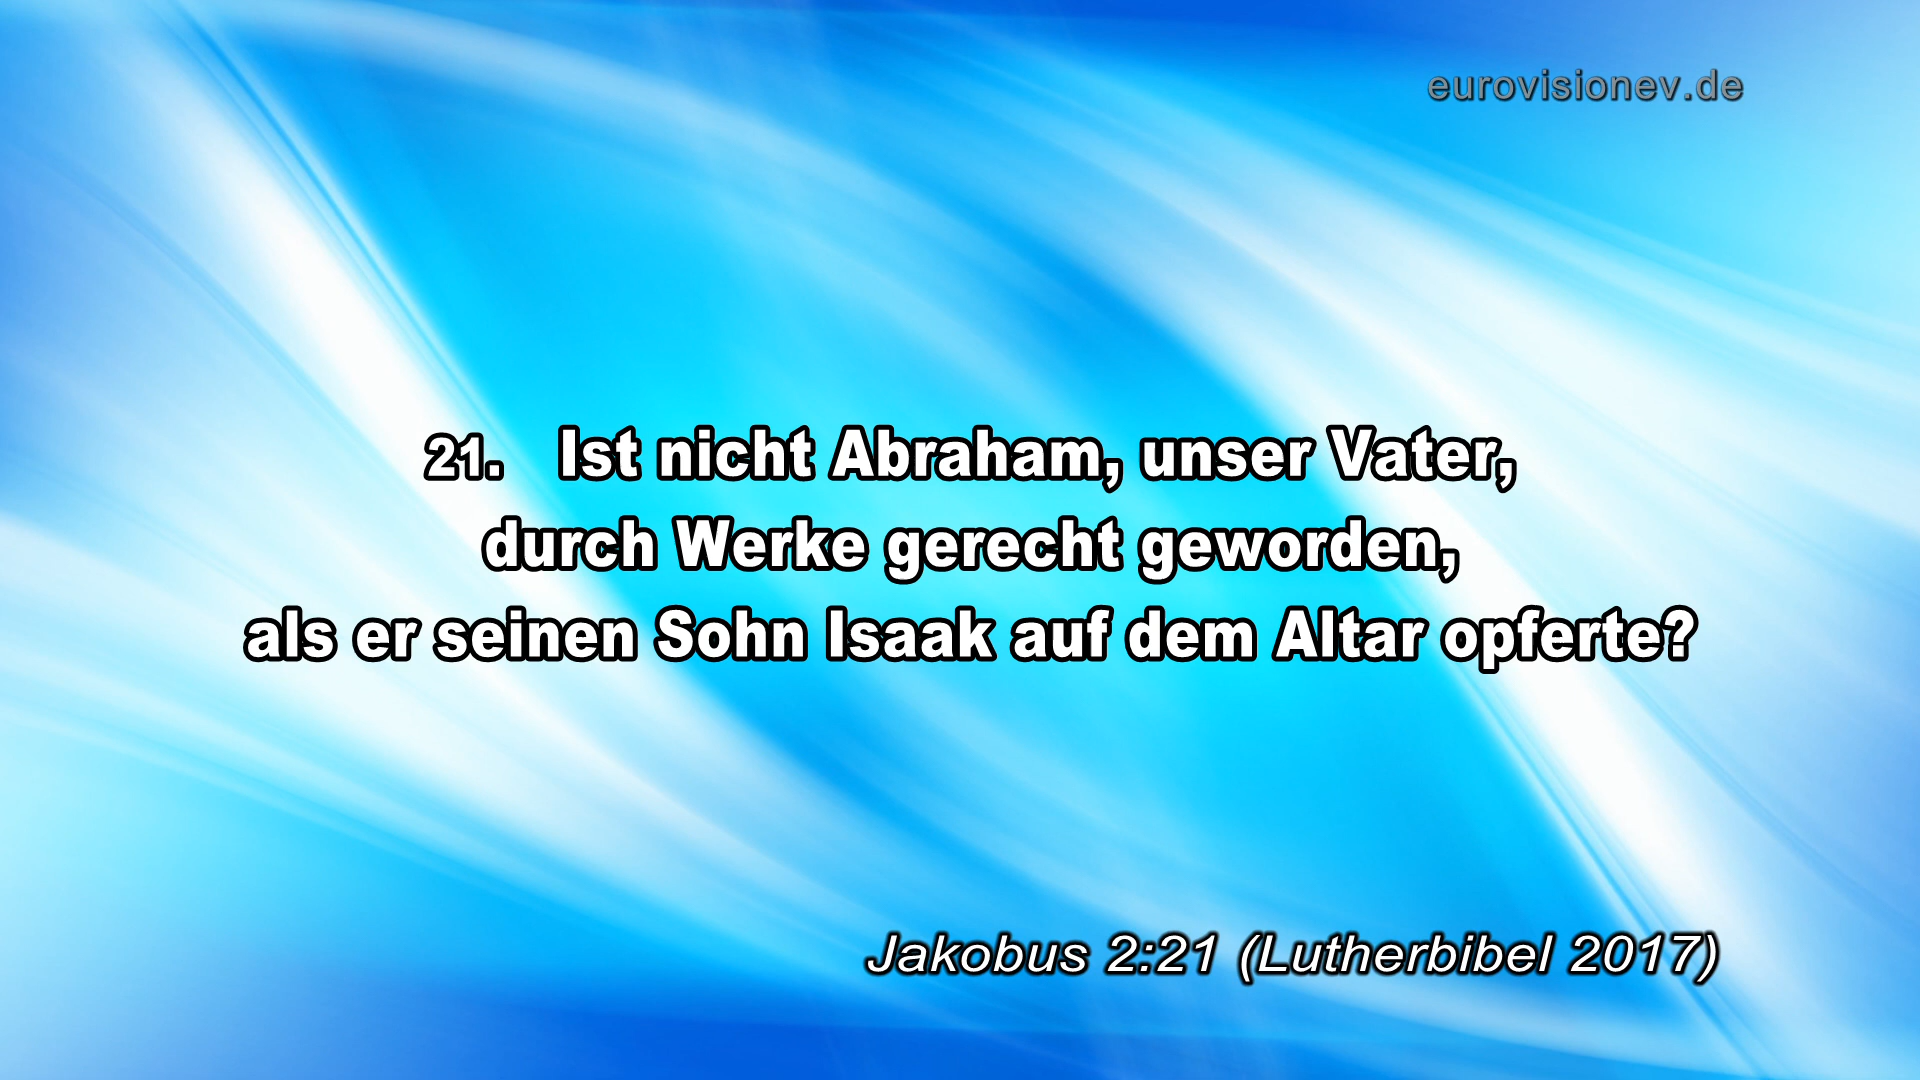 eurovisionev.de
21. Ist nicht Abraham, unser Vater,
durch Werke gerecht geworden,
als er seinen Sohn Isaak auf dem Altar opferte?
Jakobus 2:21 (Lutherbibel 2017)